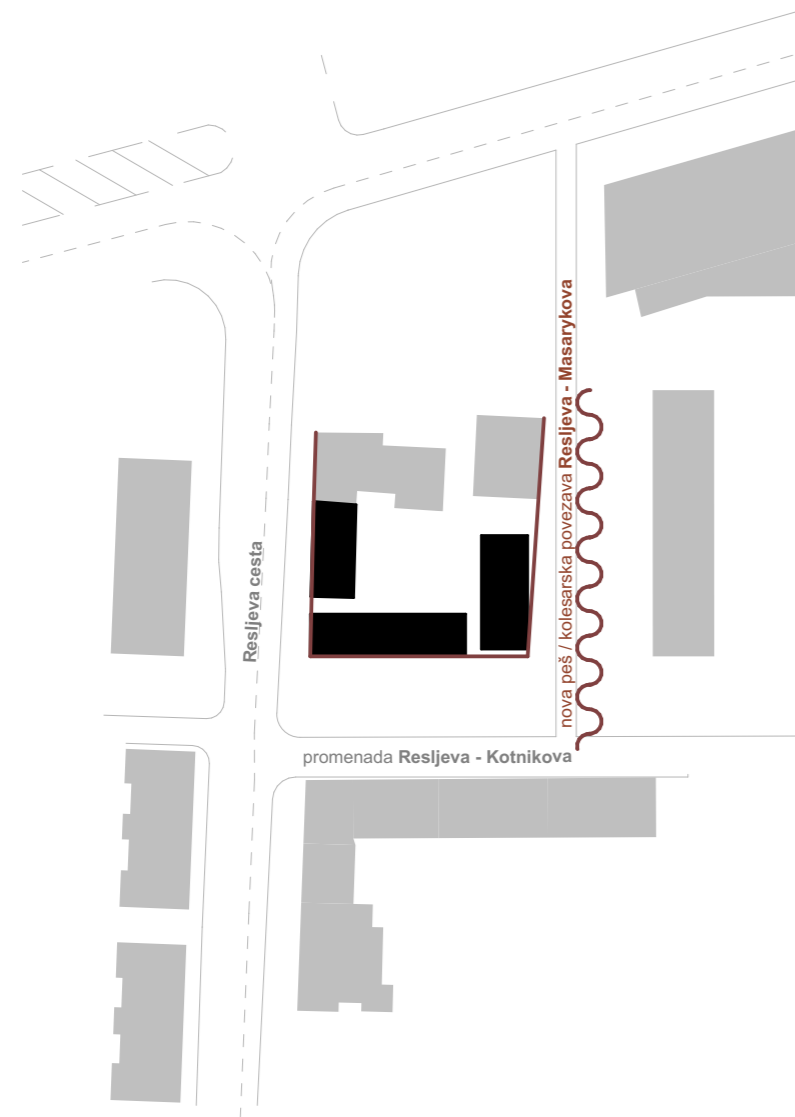 Resljeva cesta
nova peš / kolesarska povezava Resljeva - Masarykova
promenada Resljeva - Kotnikova